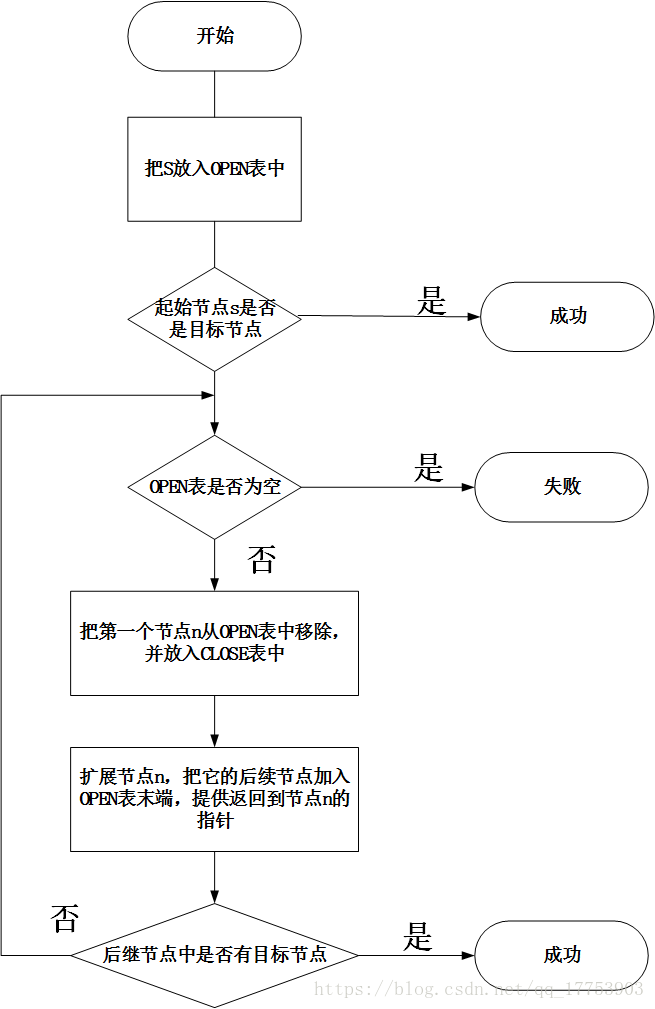 开始
把S放入OPEN表中
起始节点s是否
是目标节点
是
成功
OPEN表是否为空
是
失败
否
把第一个节点n从OPEN表中移除，
并放入CLOSE表中
扩展节点n，把它的后续节点加入
OPEN表末端，提供返回到节点n的
指针
否
后继节点中是否有目标节点
是
成功
https://blog.csdn.net/qq_17753903